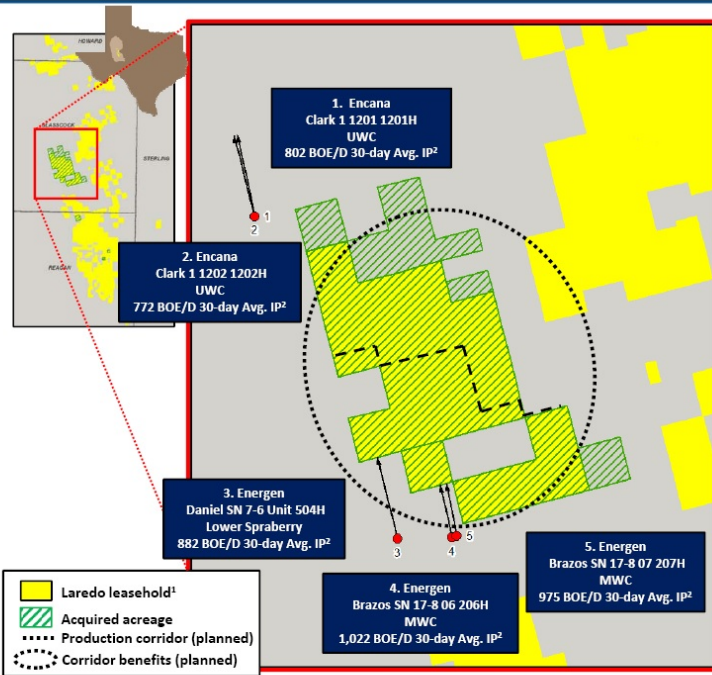 HOWARD
GLASSCOCK
STERLING
REAGAN
1. Encana
Clark 1 1201 1201H
UWC
802 BOE/D 30-day Avg. IP²
1
2
2. Encana
Clark 1 1202 1202H
UWC
772 BOE/D 30-day Avg. IP²
3. Energen
Daniel SN 7-6 Unit 504H
Lower Spraberry
882 BOE/D 30-day Avg. IP²
3
4
5
4. Energen
Brazos SN 17-8 06 206H
MWC
1,022 BOE/D 30-day Avg. IP²
5. Energen
Brazos SN 17-8 07 207H
MWC
975 BOE/D 30-day Avg. IP²
Laredo leasehold¹
Acquired acreage
Production corridor (planned)
Corridor benefits (planned)